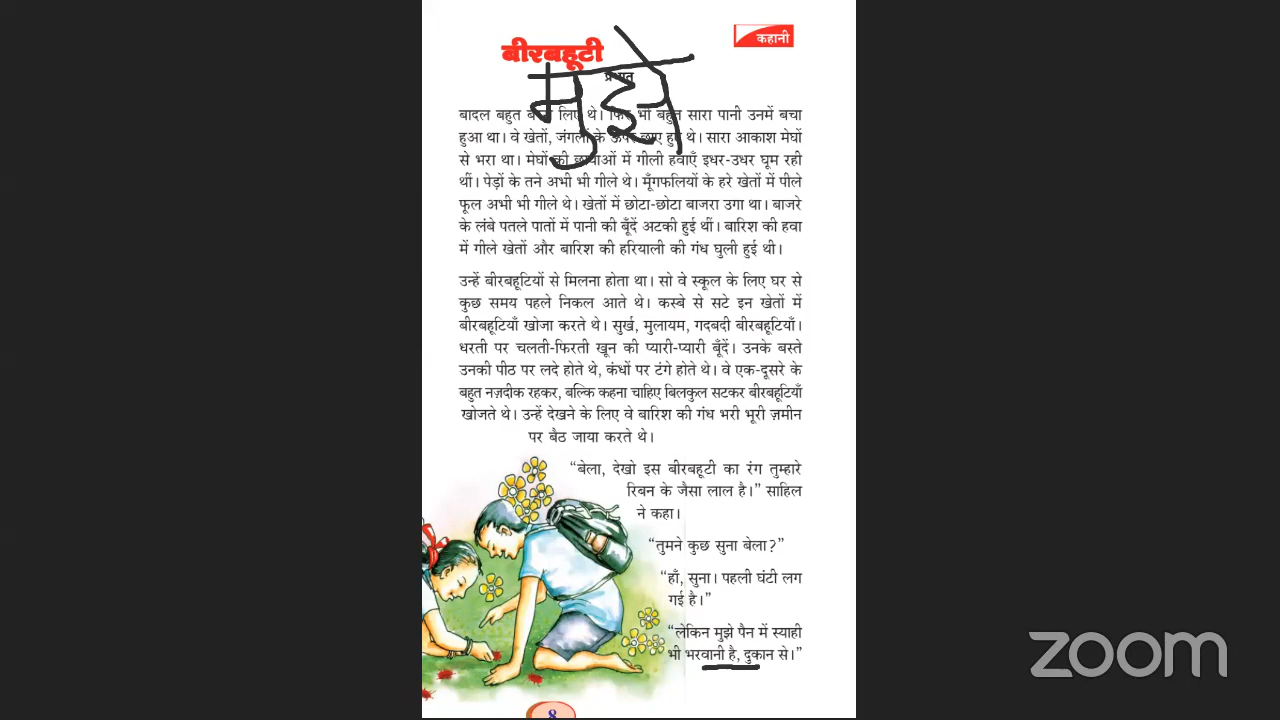 कहानी
बीरबहूटी
मुझे
बादल बहुत लिए थे। फिर भी बहुत सारा पानी उनमें बचा
हुआ था। वे खेतों, जंगलों के ऊपर छाए हुए थे। सारा आकाश मेघों
से भरा था। मेघों की में गीली हवाएँ इधर-उधर घूम रही
थीं। पेड़ों के तने अभी भी गीले थे। मूँगफलियों के हरे खेतों में पीले
फूल अभी भी गीले थे। खेतों में छोटा-छोटा बाजरा उगा था। बाजरे
के लंबे पतले पातों में पानी की बूँदें अटकी हुई थीं। बारिश की हवा
में गीले खेतों और बारिश की हरियाली की गंध घुली हुई थी।
उन्हें बीरबहूटियों से मिलना होता था। सो वे स्कूल के लिए घर से
कुछ समय पहले निकल आते थे। कस्बे से सटे इन खेतों में
बीरबहूटियाँ खोजा करते थे। सुर्ख, मुलायम, गदबदी बीरबहूटियाँ।
धरती पर चलती-फिरती खून की प्यारी-प्यारी बूँदें। उनके बस्ते
उनकी पीठ पर लदे होते थे, कंधों पर टंगे होते थे। वे एक-दूसरे के
बहुत नज़दीक रहकर, बल्कि कहना चाहिए बिलकुल सटकर बीरबहूटियाँ
खोजते थे। उन्हें देखने के लिए वे बारिश की गंध भरी भूरी ज़मीन
पर बैठ जाया करते थे।
“बेला, देखो इस बीरबहूटी का रंग तुम्हारे
रिबन के जैसा लाल है।” साहिल
ने कहा।
“तुमने कुछ सुना बेला?”
“हाँ, सुना। पहली घंटी लग
गई है।”
“लेकिन मुझे पैन में स्याही
भी भरवानी है, दुकान से।”
8
zoom